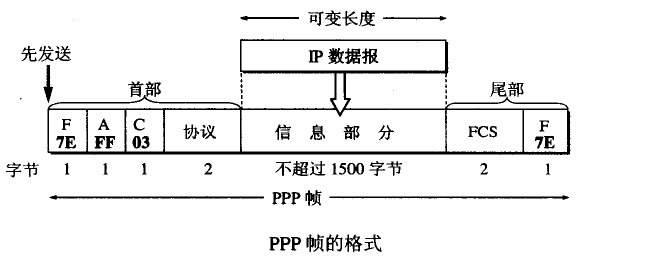 可变长度
IP 数据报
先发送
首部
尾部
F 7E
A FF
C 03
协议
信息部分
FCS
F 7E
字节 1 1 1 2 不超过 1500 字节 2 1
PPP 帧
PPP 帧的格式